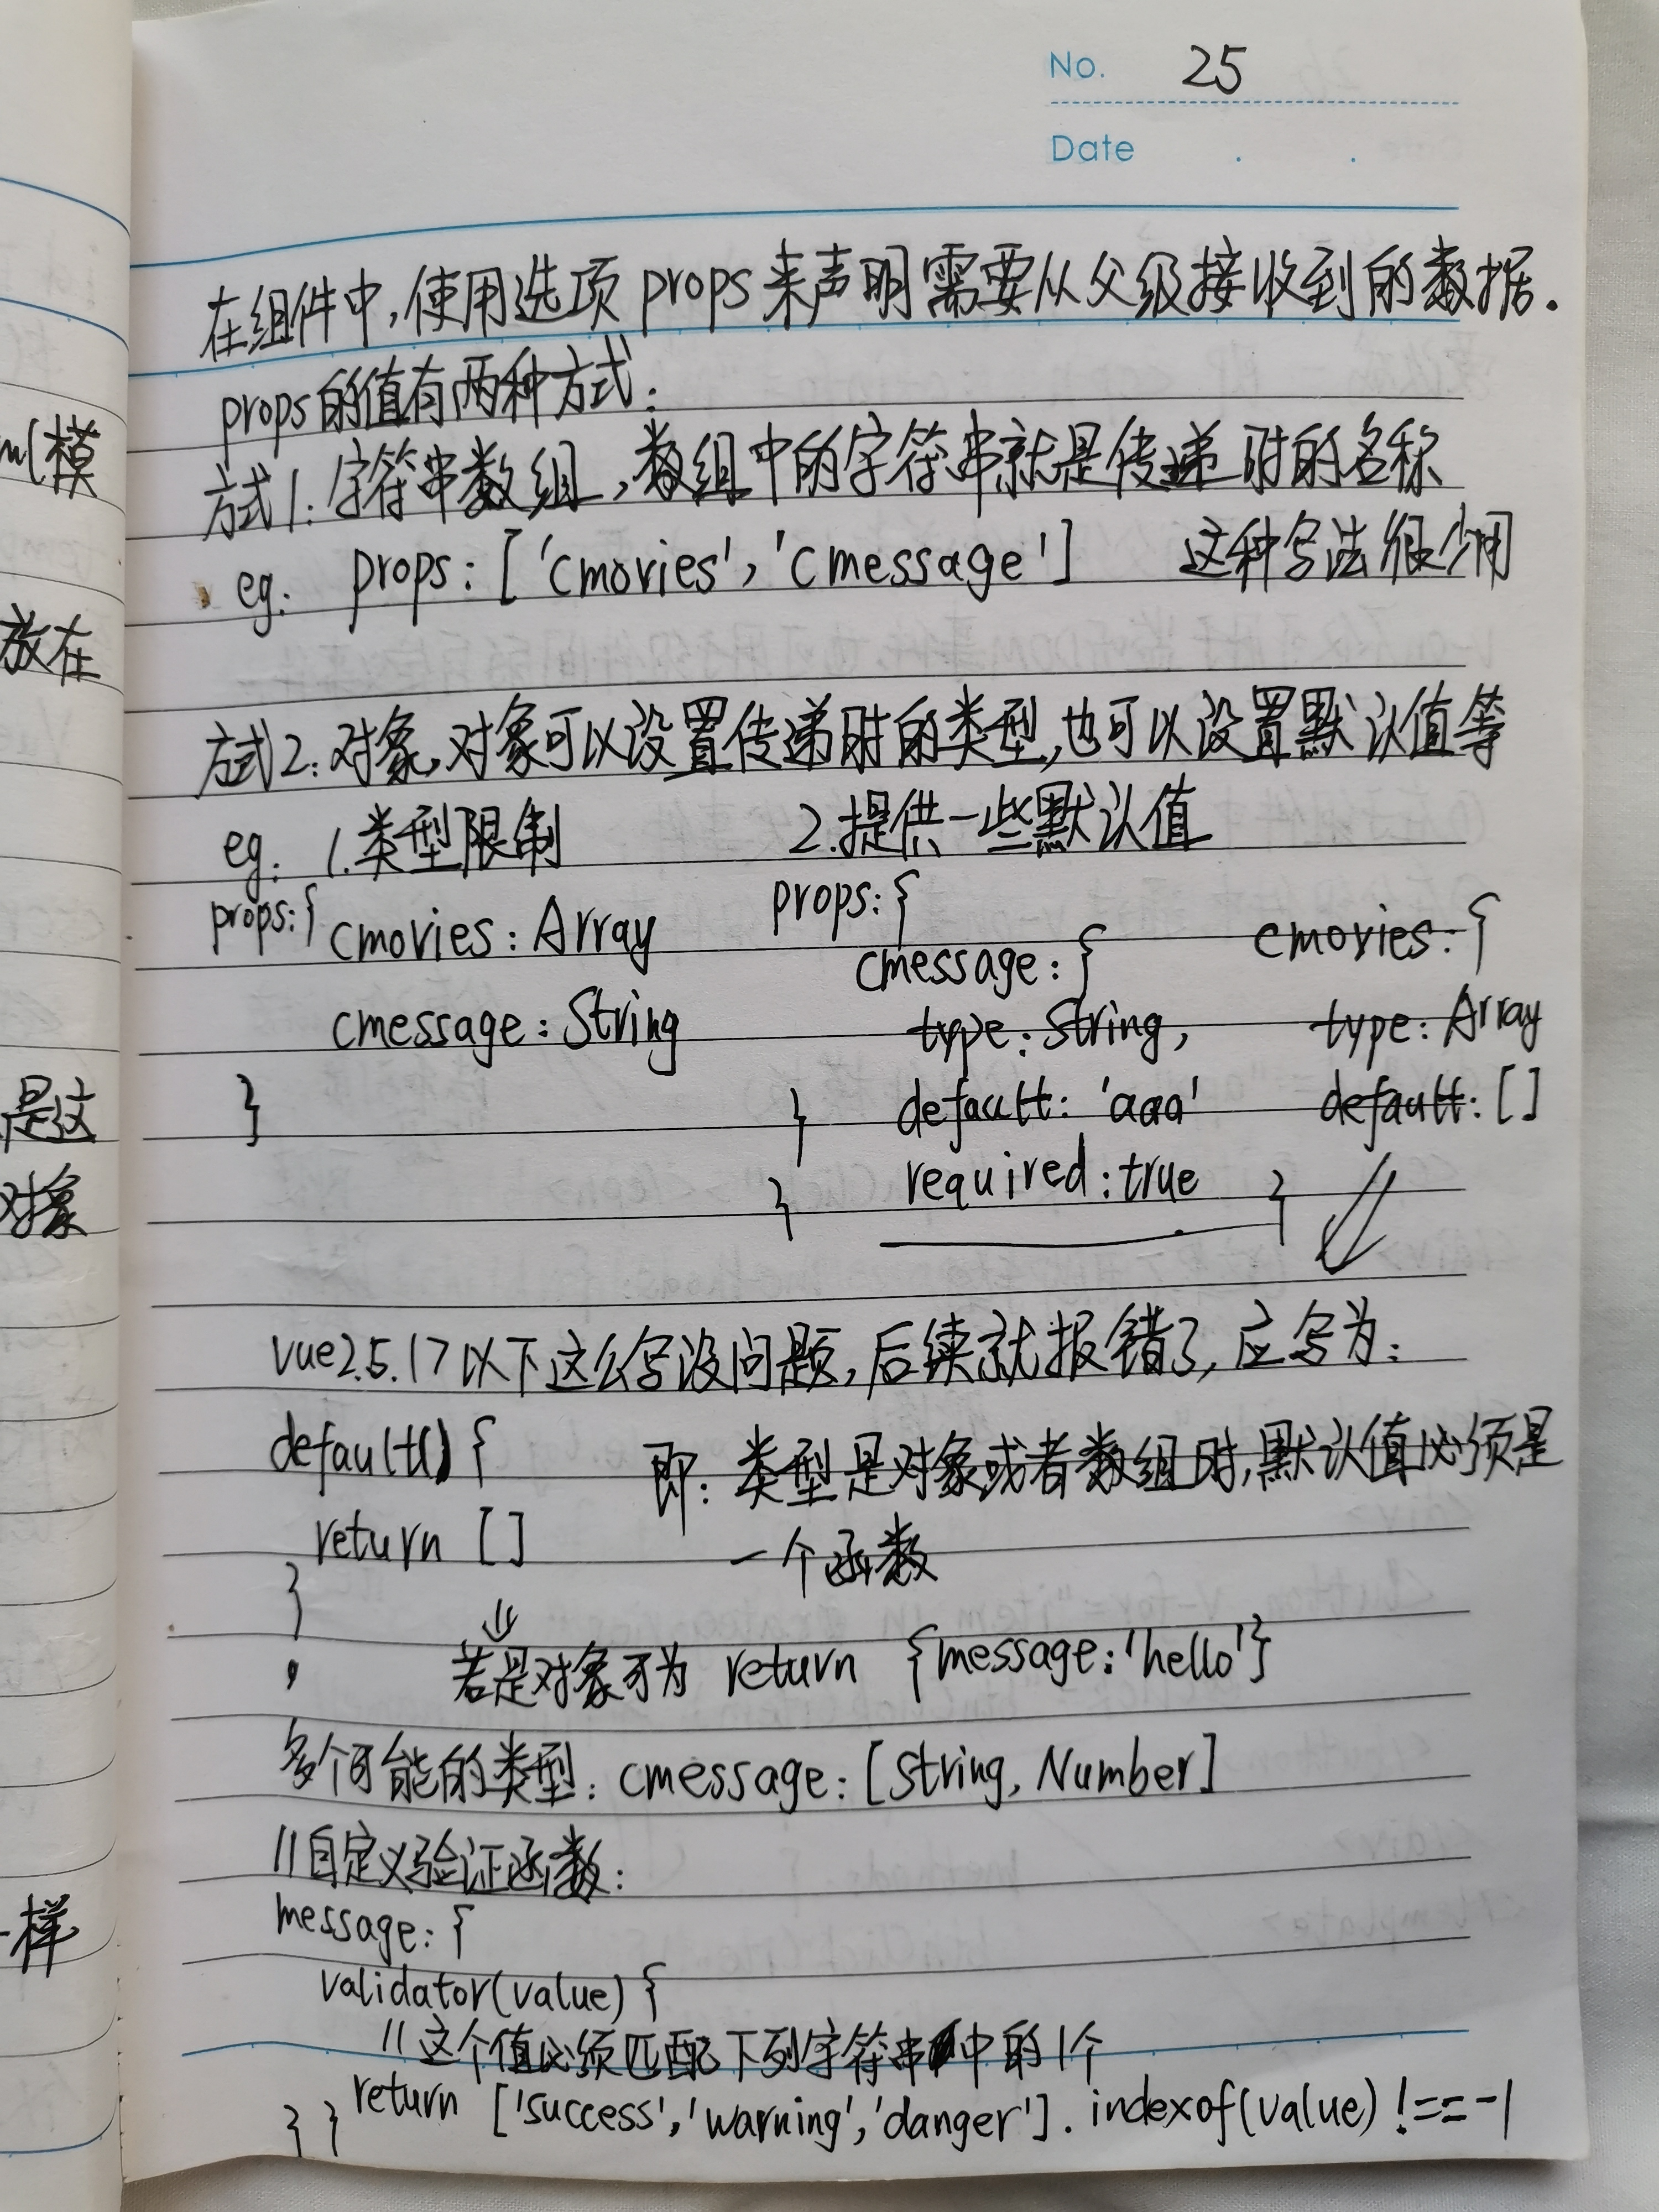 No. 25
Date
在组件中,使用选项 props 来声明需要从父级接收到的数据.
props的值有两种方式:
方式1:字符串数组,数组中的字符串就是传递时的名称
eg: props:['cmovies','cmessage'] 这种写法很少用
方式2:对象,对象可以设置传递时的类型,也可以设置默认值等
eg: 1.类型限制 2.提供一些默认值
props:{ cmovies:Array
cmessage:String
}
props:{
cmessage:{
type:String,
default:'aaa'
required:true
}
}
cmovies:{
type:Array
default:[]
}
vue2.5.17以下这么写没问题,后续就报错了,应写为:
default(){ 即:类型是对象或者数组时,默认值必须是
return [] 一个函数
}
若是对象可为 return {message:'hello'}
,
多个可能的类型:cmessage:[String,Number]
//自定义验证函数:
message:{
validator(value){
//这个值必须匹配下列字符串中的1个
return ['success','warning','danger'].indexof(value)!==-1
} }
模
放在
是这
对象
一样